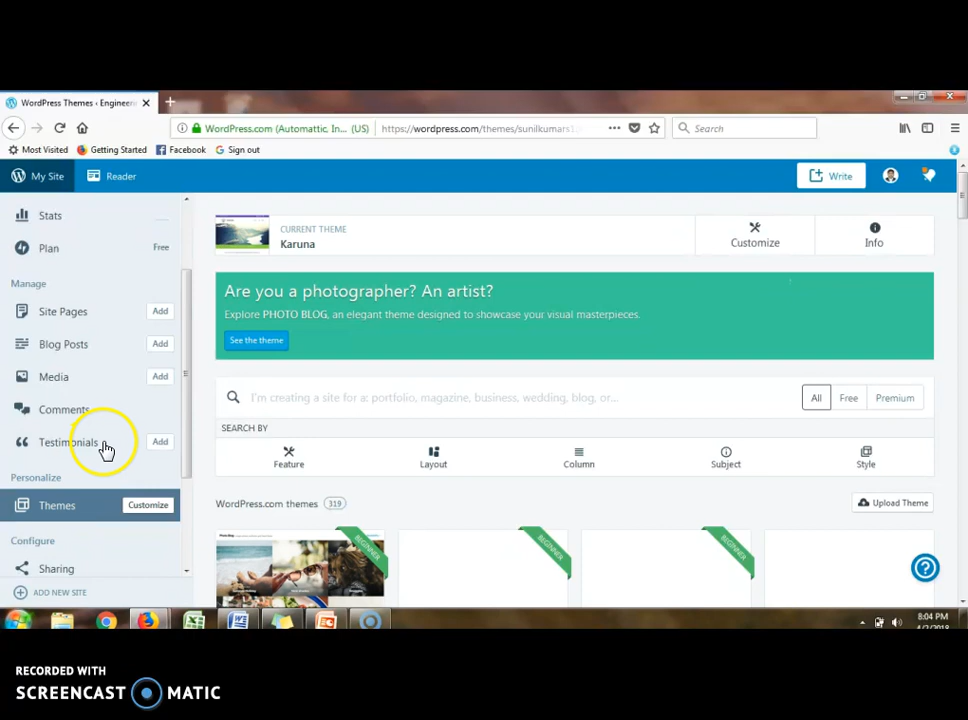 WordPress Themes ‹ Engineeri
WordPress.com (Automattic, In... (US)
https://wordpress.com/themes/sunilkumars1
Search
Most Visited
Getting Started
Facebook
Sign out
My Site
Reader
Write
Stats
Plan
Free
Manage
Site Pages
Add
Blog Posts
Add
Media
Add
Comments
Testimonials
Add
Personalize
Themes
Customize
Configure
Sharing
ADD NEW SITE
CURRENT THEME
Karuna
Customize
Info
Are you a photographer? An artist?
Explore PHOTO BLOG, an elegant theme designed to showcase your visual masterpieces.
See the theme
I'm creating a site for a: portfolio, magazine, business, wedding, blog, or...
All
Free
Premium
SEARCH BY
Feature
Layout
Column
Subject
Style
WordPress.com themes
319
Upload Theme
BEGINNER
BEGINNER
BEGINNER
8:04 PM
4/2/2018
RECORDED WITH
SCREENCAST MATIC